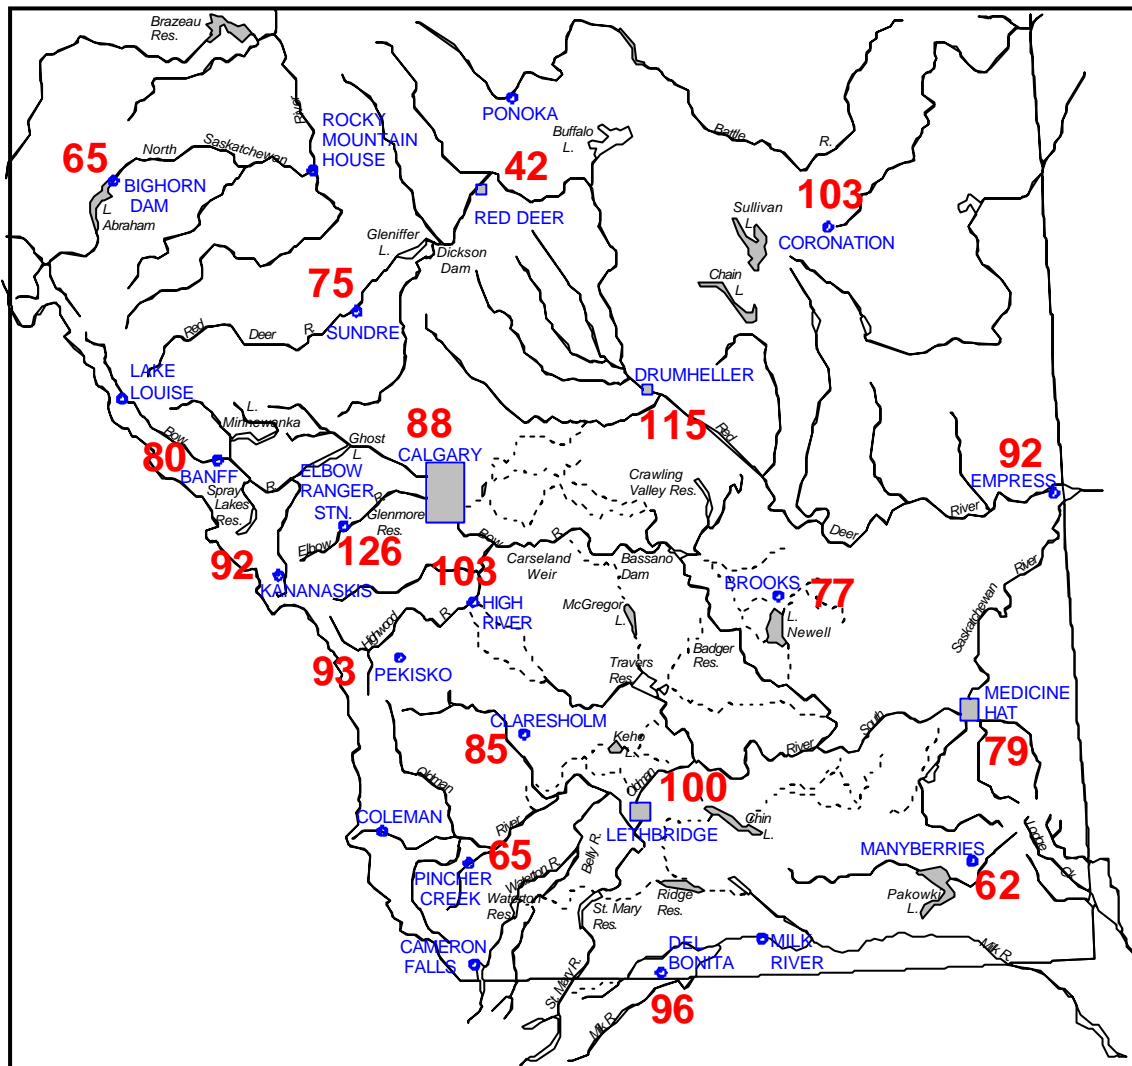 Brazeau
Res.
River
ROCKY
MOUNTAIN
HOUSE
PONOKA
Buffalo
L.
Battle
R.
North
Saskatchewan
65
BIGHORN
DAM
L.
Abraham
42
RED DEER
103
Sullivan
L.
CORONATION
Gleniffer
L.
Dickson
Dam
Chain
L.
75
SUNDRE
Red
Deer
R.
LAKE
LOUISE
DRUMHELLER
115
Red
L.
Minnewanka
88
CALGARY
Ghost
L.
Bow
80
BANFF
R.
Spray
Lakes
Res.
ELBOW
RANGER
STN.
R.
Glenmore
Res.
Elbow
126
Crawling
Valley Res.
92
EMPRESS
River
Deer
Bow
R.
Carseland
Weir
Bassano
Dam
92
KANANASKIS
103
HIGH
RIVER
McGregor
L.
BROOKS
77
L.
Newell
River
Saskatchewan
Highwood
R.
93
PEKISKO
Travers
Res.
Badger
Res.
MEDICINE
HAT
79
South
River
CLARESHOLM
85
Keho
L.
Oldman
100
LETHBRIDGE
Chin
L.
Oldman
River
COLEMAN
65
PINCHER
CREEK
Waterton R.
Waterton
Res.
Belly R.
MANYBERRIES
62
Pakowki
L.
Lodge
Ck.
St. Mary
Res.
Ridge
Res.
CAMERON
FALLS
DEL
BONITA
MILK
RIVER
Milk R.
St. Mary R.
Milk R.
96